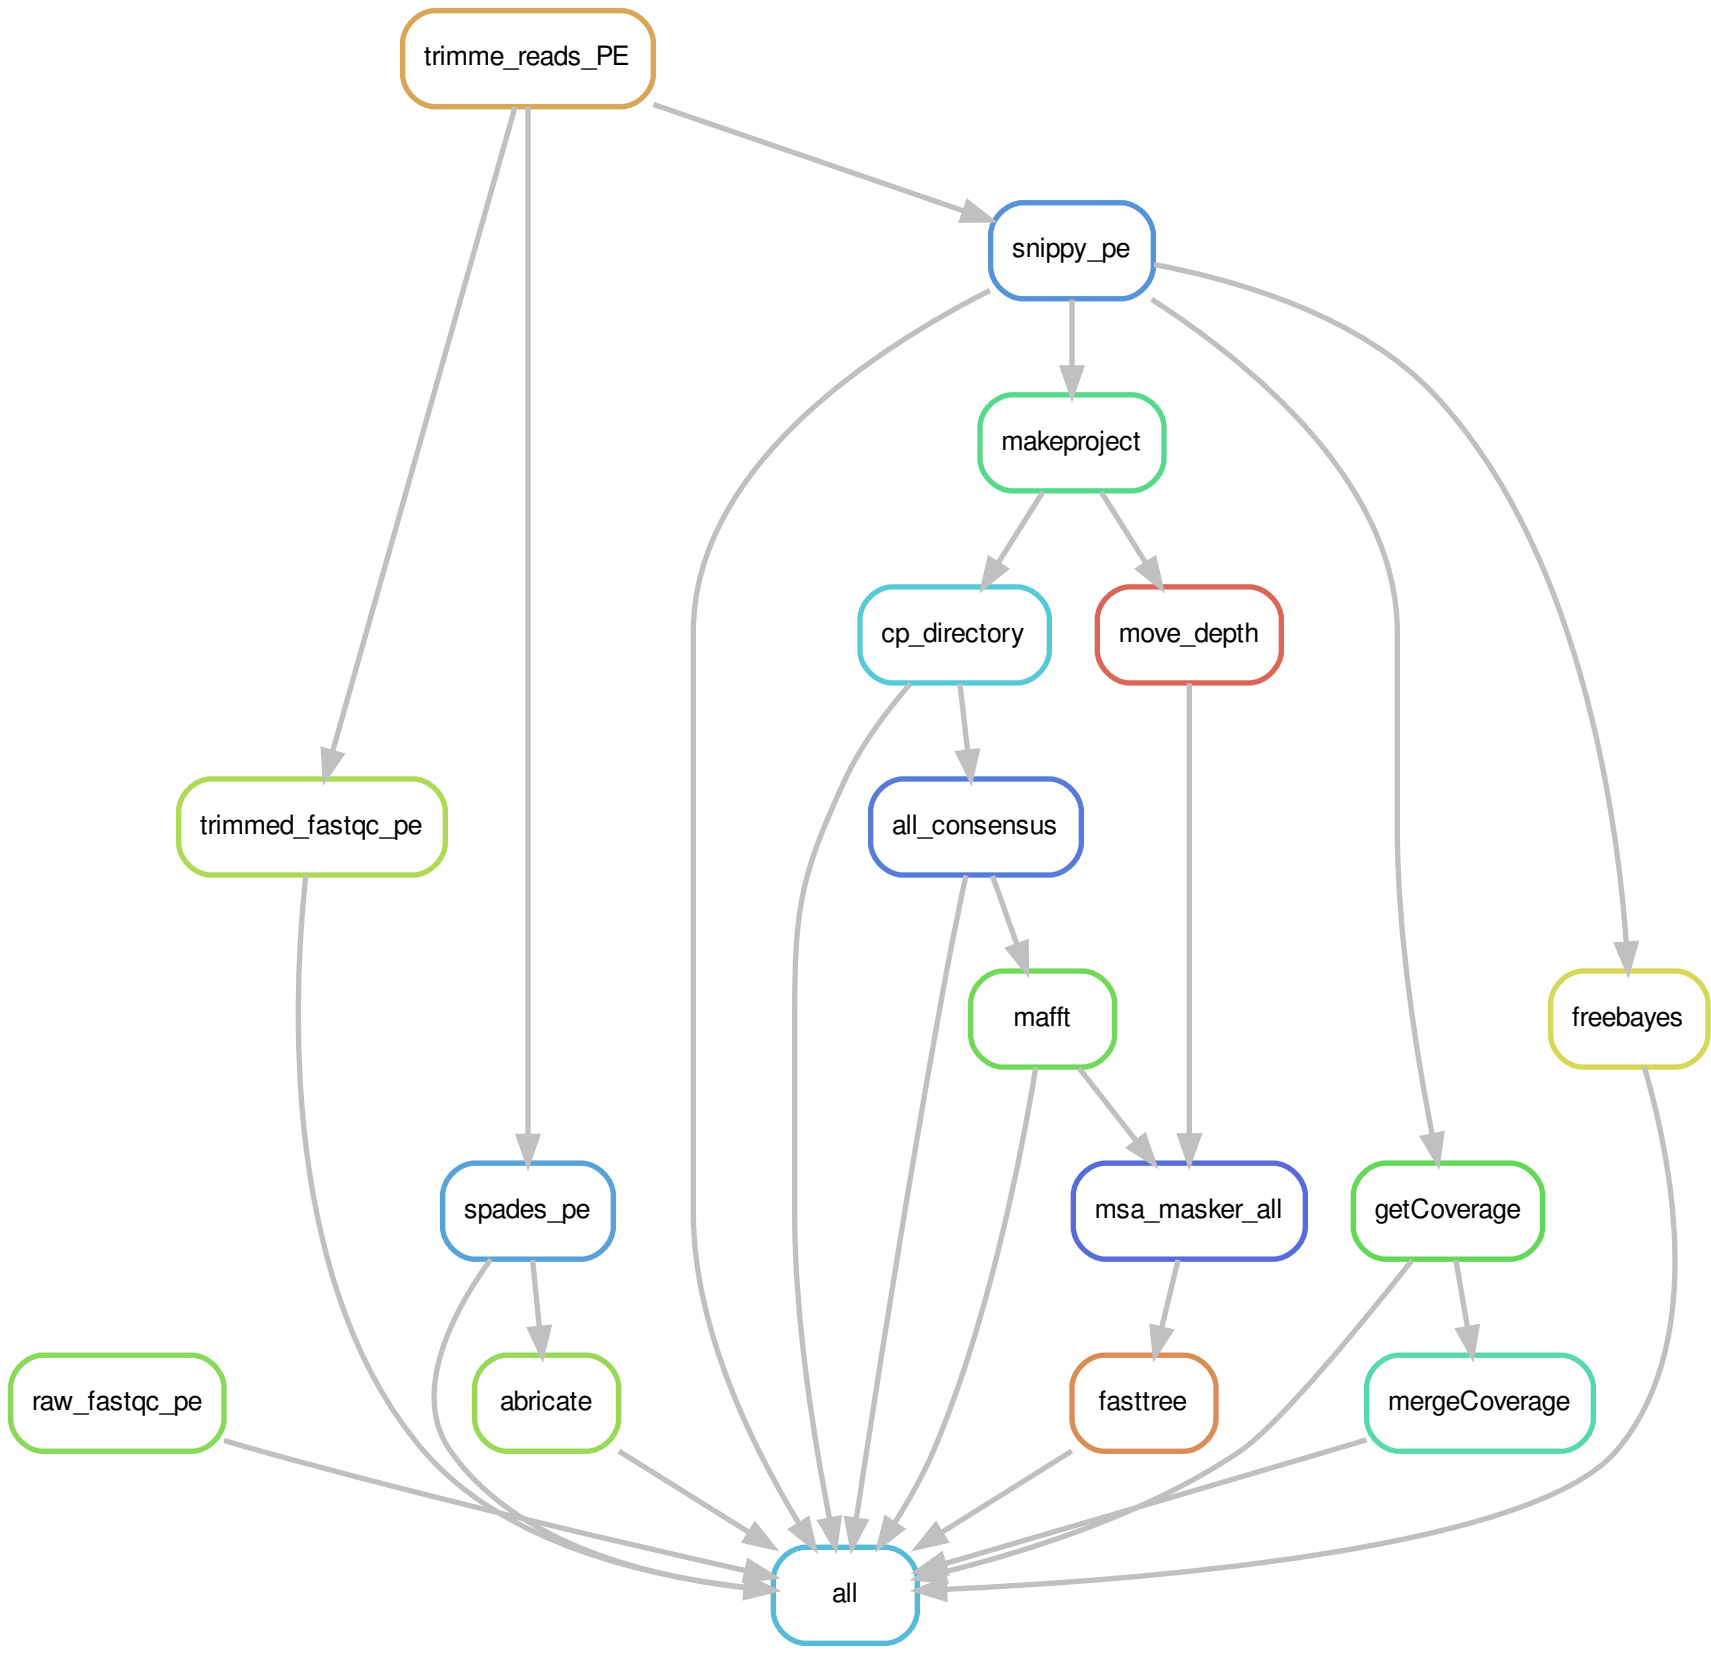 trimme_reads_PE
snippy_pe
makeproject
cp_directory
move_depth
trimmed_fastqc_pe
all_consensus
mafft
freebayes
spades_pe
msa_masker_all
getCoverage
raw_fastqc_pe
abricate
fasttree
mergeCoverage
all